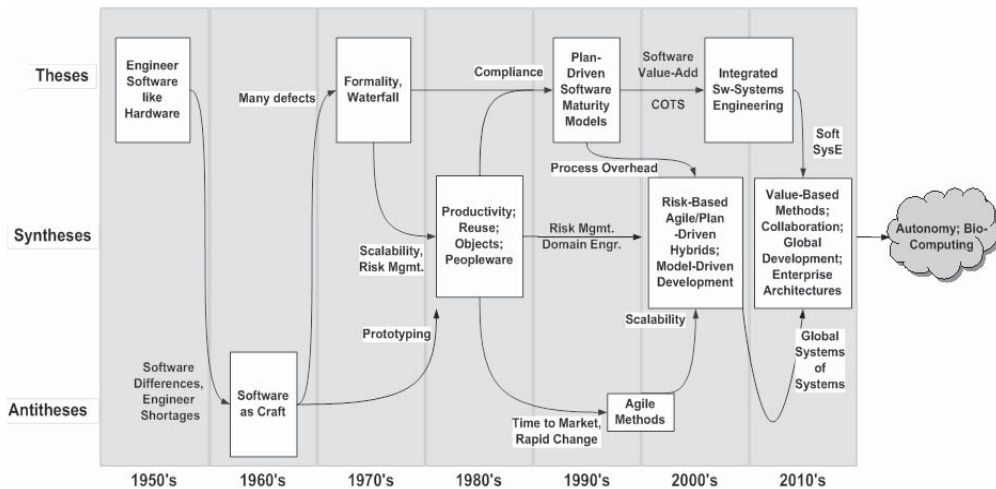 Theses
Syntheses
Antitheses
Engineer
Software
like
Hardware
Many defects
Formality,
Waterfall
Compliance
Plan-
Driven
Software
Maturity
Models
Software
Value-Add
COTS
Integrated
Sw-Systems
Engineering
Soft
SysE
Process Overhead
Productivity;
Reuse;
Objects;
Peopleware
Scalability,
Risk Mgmt.
Risk Mgmt.
Domain Engr.
Risk-Based
Agile/Plan
-Driven
Hybrids;
Model-Driven
Development
Value-Based
Methods;
Collaboration;
Global
Development;
Enterprise
Architectures
Autonomy; Bio-
Computing
Prototyping
Scalability
Global
Systems
of
Systems
Software
Differences,
Engineer
Shortages
Software
as Craft
Time to Market,
Rapid Change
Agile
Methods
1950's
1960's
1970's
1980's
1990's
2000's
2010's